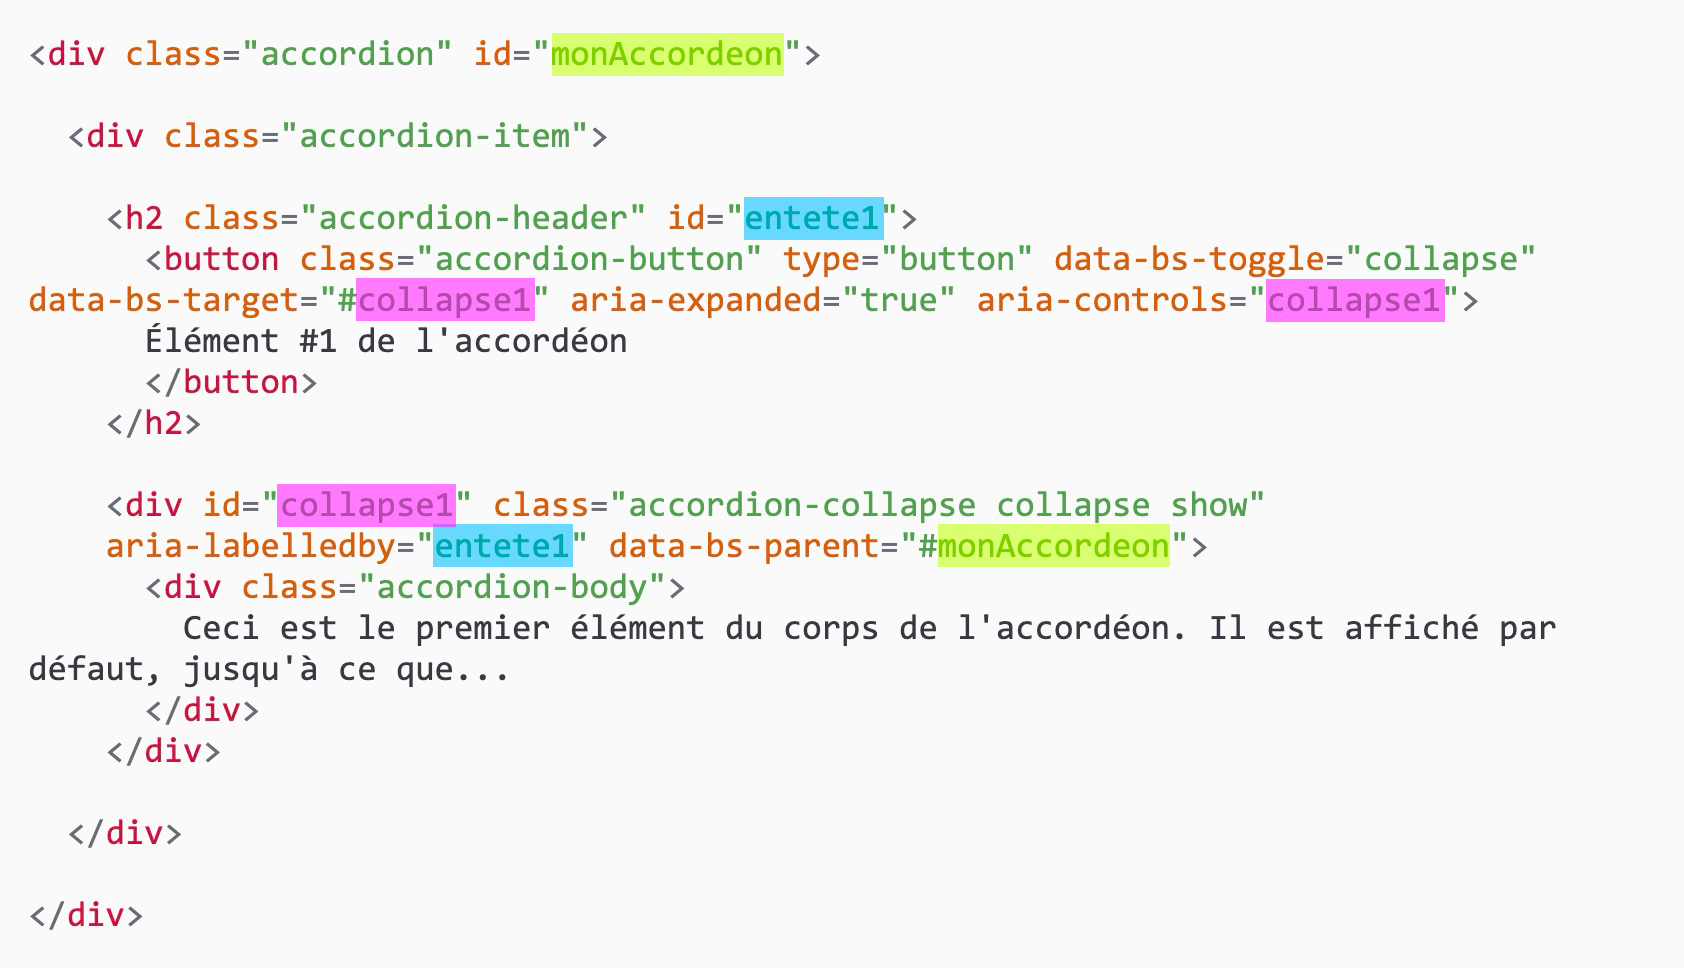 <div class="accordion" id="monAccordeon">
<div class="accordion-item">
<h2 class="accordion-header" id="entete1">
<button class="accordion-button" type="button" data-bs-toggle="collapse"
data-bs-target="#collapse1" aria-expanded="true" aria-controls="collapse1">
Élément #1 de l'accordéon
</button>
</h2>
<div id="collapse1" class="accordion-collapse collapse show"
aria-labelledby="entete1" data-bs-parent="#monAccordeon">
<div class="accordion-body">
Ceci est le premier élément du corps de l'accordéon. Il est affiché par
défaut, jusqu'à ce que...
</div>
</div>
</div>
</div>